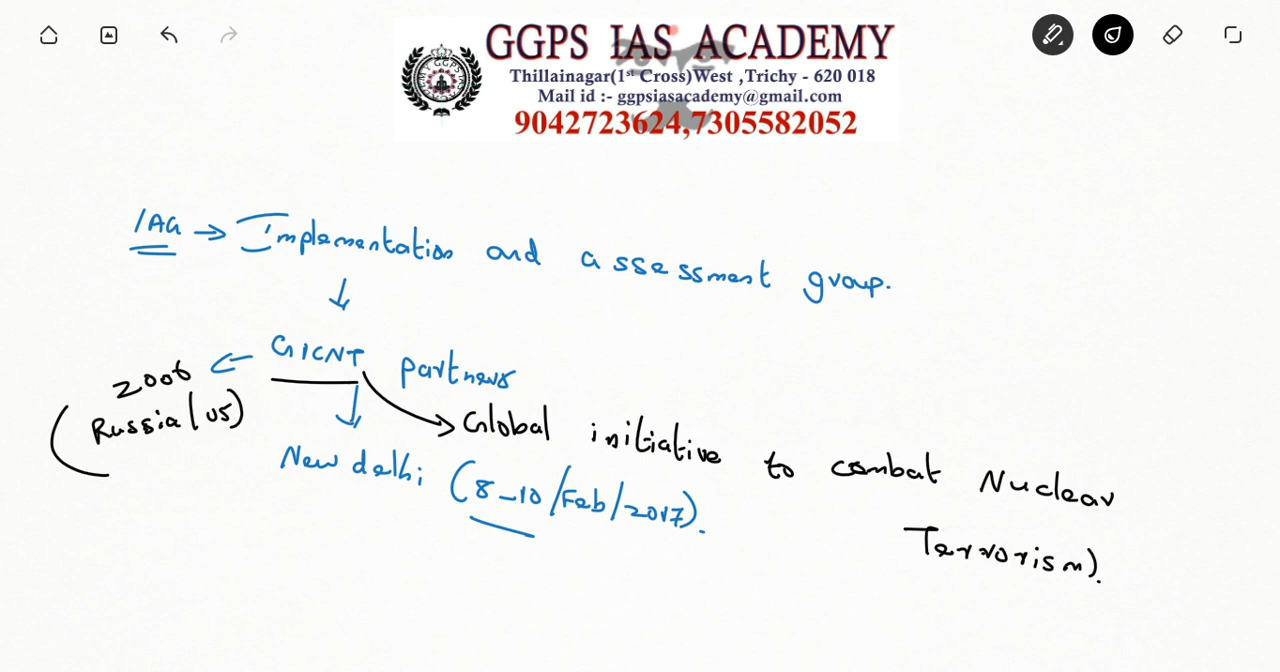 GGPS IAS ACADEMY
Thillainagar(1st Cross)West ,Trichy - 620 018
Mail id :- ggpsiasacademy@gmail.com
9042723624,7305582052
IAG → Implementation and assessment group.
↓
2006 ← GICNT partners
(Russia/US)
↓ → Global initiative to combat Nuclear Terrorism).
New delhi (8-10/Feb/2017).